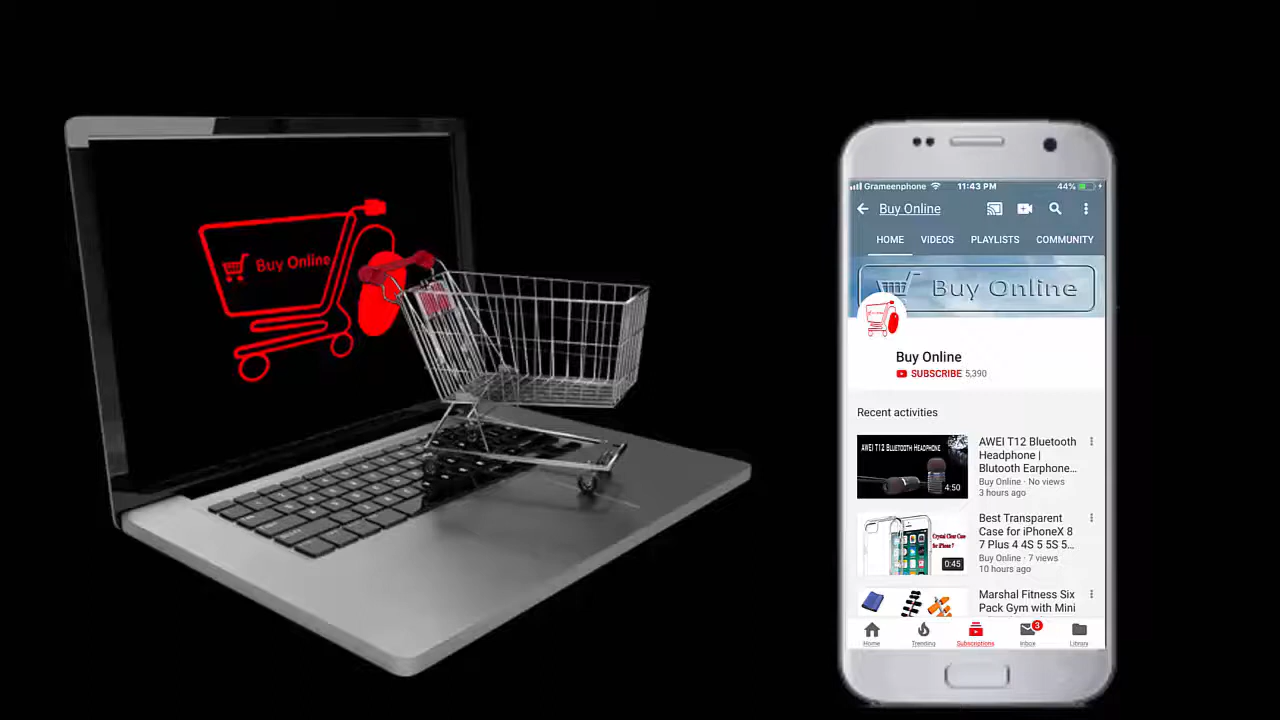 Buy Online
Grameenphone
11:43 PM
44%
Buy Online
HOME VIDEOS PLAYLISTS COMMUNITY
Buy Online
Buy Online
SUBSCRIBE 5,390
Recent activities
AWEI T12 BLUETOOTH HEADPHONE
4:50
AWEI T12 Bluetooth
Headphone |
Blutooth Earphone...
Buy Online · No views
3 hours ago
Crystal Clear Case
for iPhone 7
0:45
Best Transparent
Case for iPhoneX 8
7 Plus 4 4S 5 5S 5...
Buy Online · 7 views
10 hours ago
Marshal Fitness Six
Pack Gym with Mini
3
Home Trending Subscriptions Inbox Library